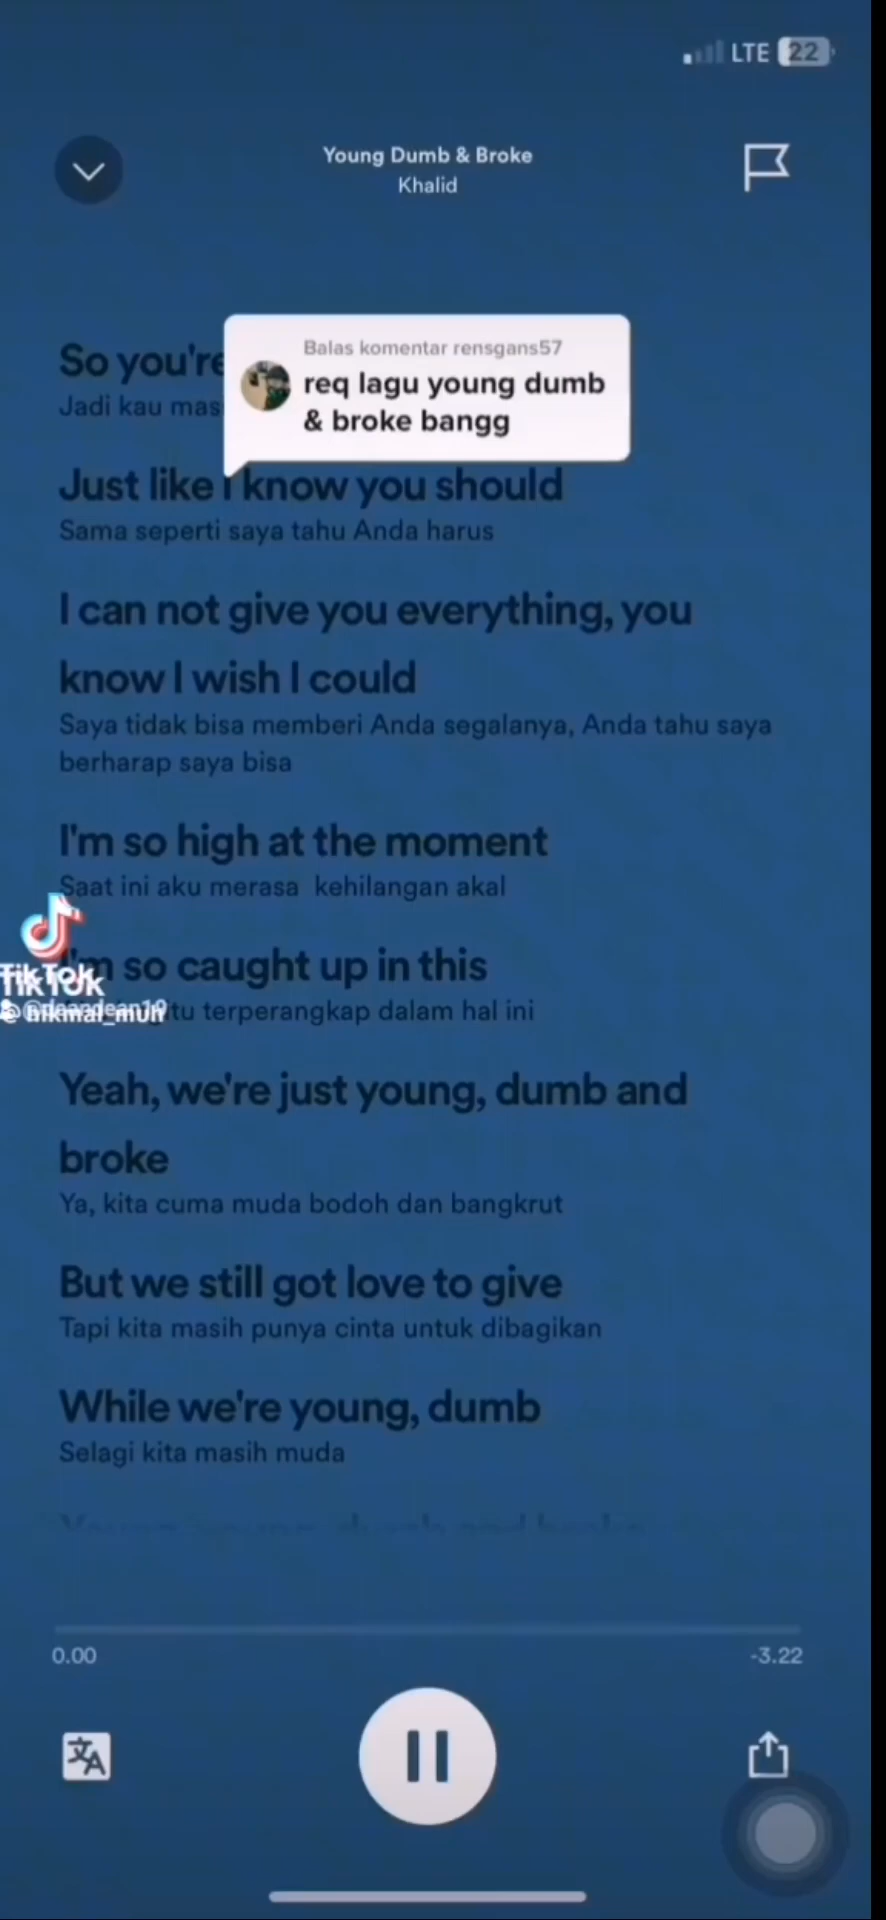 LTE 22
Young Dumb & Broke
Khalid
Balas komentar rensgans57
req lagu young dumb
& broke bangg
So you're
Jadi kau
Just like I know you should
Sama seperti saya tahu Anda harus
I can not give you everything, you
know I wish I could
Saya tidak bisa memberi Anda segalanya, Anda tahu saya
berharap saya bisa
I'm so high at the moment
Saat ini aku merasa kehilangan akal
TikTok
I'm so caught up in this
terperangkap dalam hal ini
Yeah, we're just young, dumb and
broke
Ya, kita cuma muda bodoh dan bangkrut
But we still got love to give
Tapi kita masih punya cinta untuk dibagikan
While we're young, dumb
Selagi kita masih muda
0.00
-3.22
文A